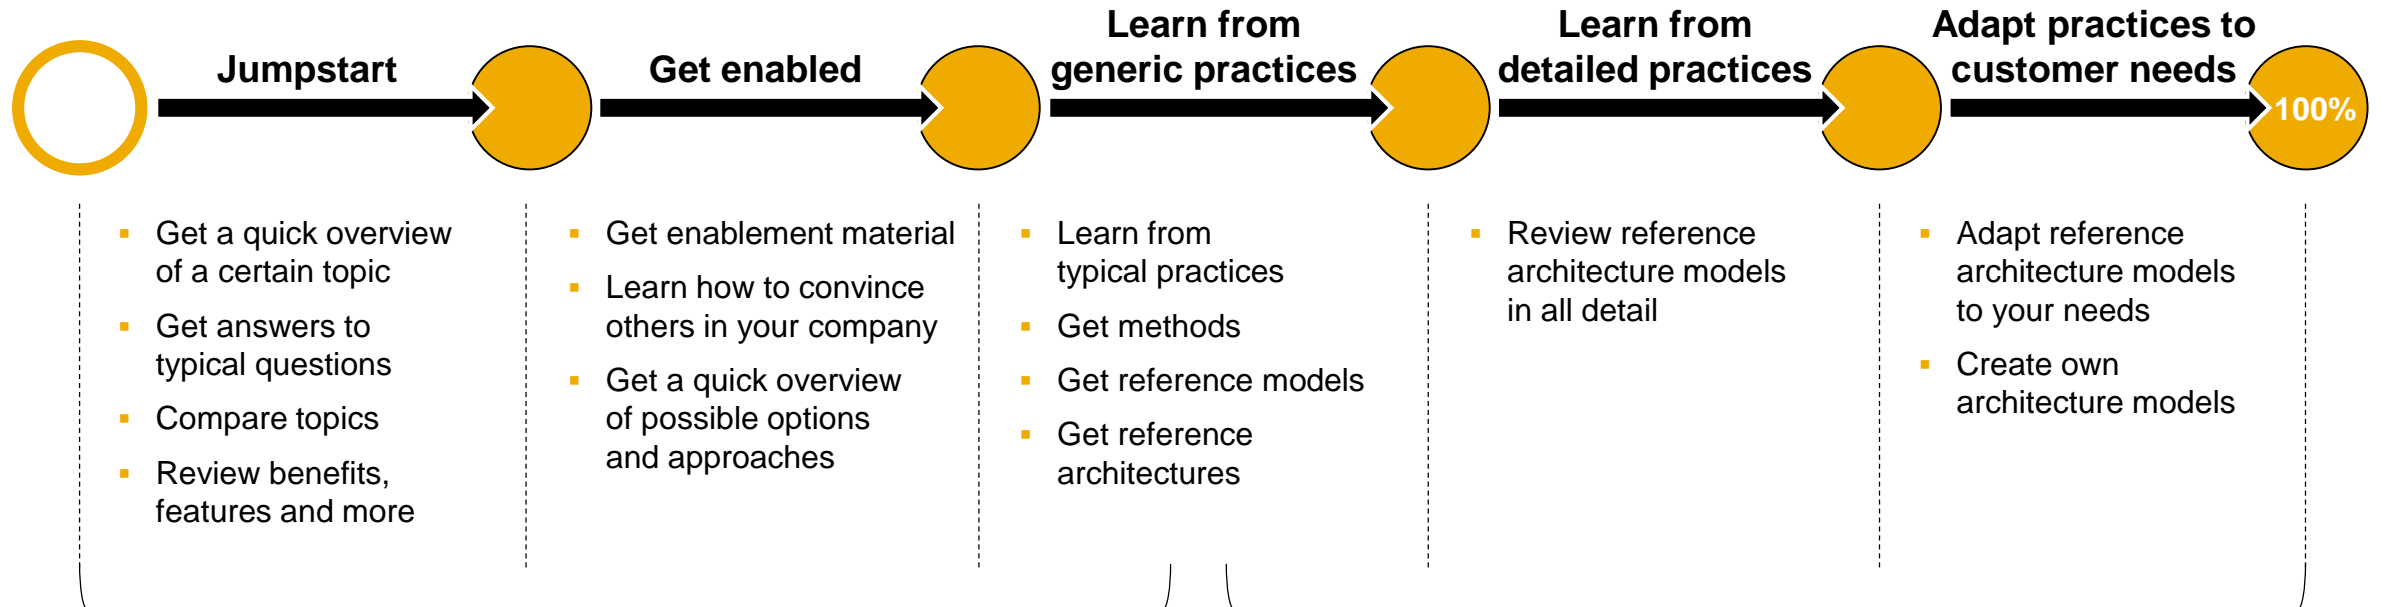 Jumpstart
Get enabled
Learn from
generic practices
Learn from
detailed practices
Adapt practices to
customer needs
100%
Get a quick overview
of a certain topic
Get answers to
typical questions
Compare topics
Review benefits,
features and more
Get enablement material
Learn how to convince
others in your company
Get a quick overview
of possible options
and approaches
Learn from
typical practices
Get methods
Get reference models
Get reference
architectures
Review reference
architecture models
in all detail
Adapt reference
architecture models
to your needs
Create own
architecture models